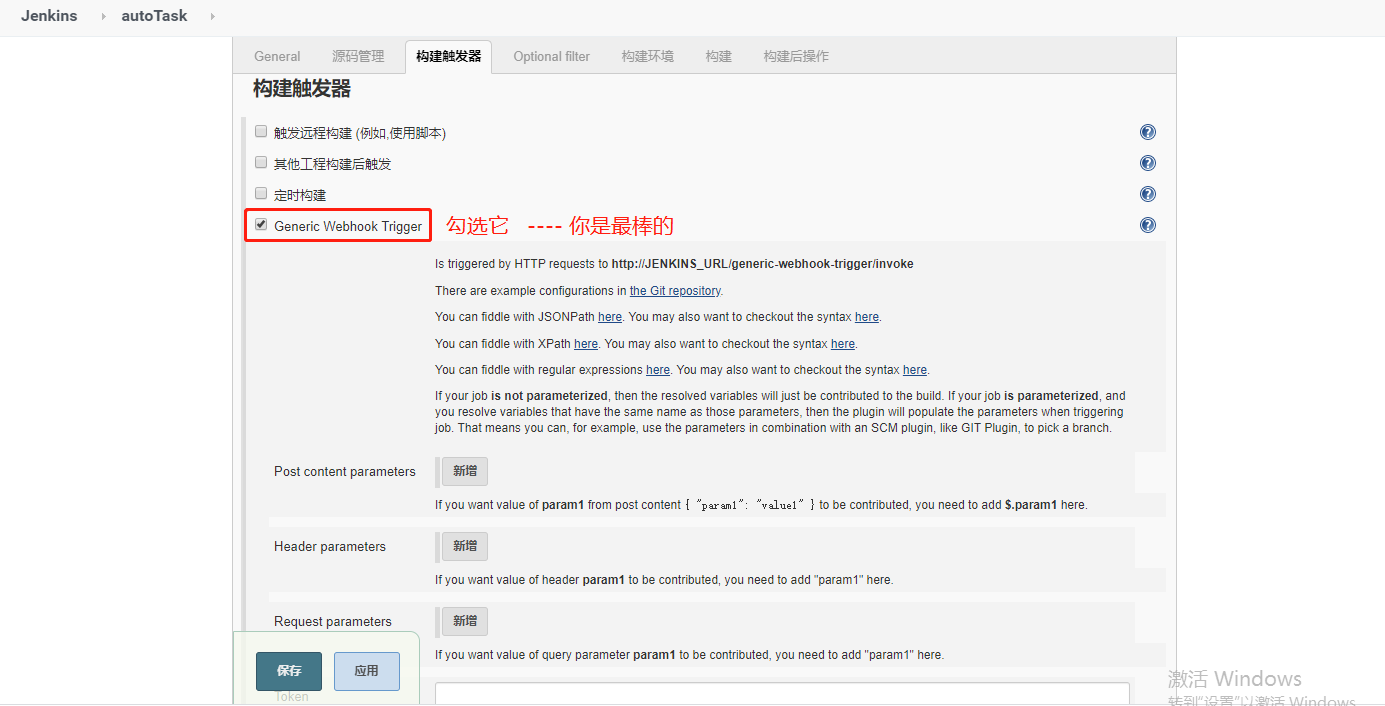 Jenkins autoTask
General 源码管理 构建触发器 Optional filter 构建环境 构建 构建后操作
构建触发器
触发远程构建 (例如,使用脚本)
其他工程构建后触发
定时构建
Generic Webhook Trigger 勾选它 ---- 你是最棒的
Is triggered by HTTP requests to http://JENKINS_URL/generic-webhook-trigger/invoke
There are example configurations in the Git repository.
You can fiddle with JSONPath here. You may also want to checkout the syntax here.
You can fiddle with XPath here. You may also want to checkout the syntax here.
You can fiddle with regular expressions here. You may also want to checkout the syntax here.
If your job is not parameterized, then the resolved variables will just be contributed to the build. If your job is parameterized, and
you resolve variables that have the same name as those parameters, then the plugin will populate the parameters when triggering
job. That means you can, for example, use the parameters in combination with an SCM plugin, like GIT Plugin, to pick a branch.
Post content parameters 新增
If you want value of param1 from post content { "param1": "value1" } to be contributed, you need to add $.param1 here.
Header parameters 新增
If you want value of header param1 to be contributed, you need to add "param1" here.
Request parameters 新增
If you want value of query parameter param1 to be contributed, you need to add "param1" here.
保存 应用
Token
激活 Windows
转到"设置"以激活 Windows